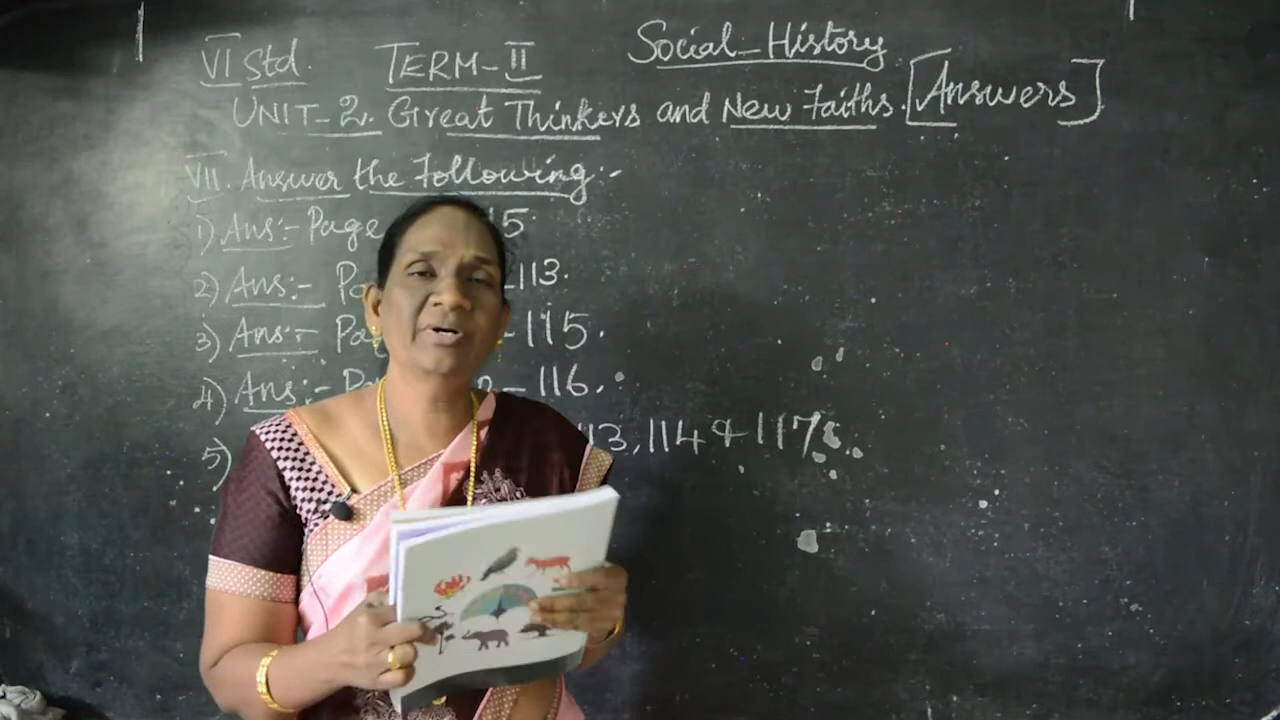 VI Std. TERM-II Social-History
UNIT-2. Great Thinkers and New Faiths. [Answers]
VII. Answer the Following:-
1) Ans:- Page 15.
2) Ans:- 113.
3) Ans:- -115.
4) Ans:- -116.
5) 113, 114 & 117